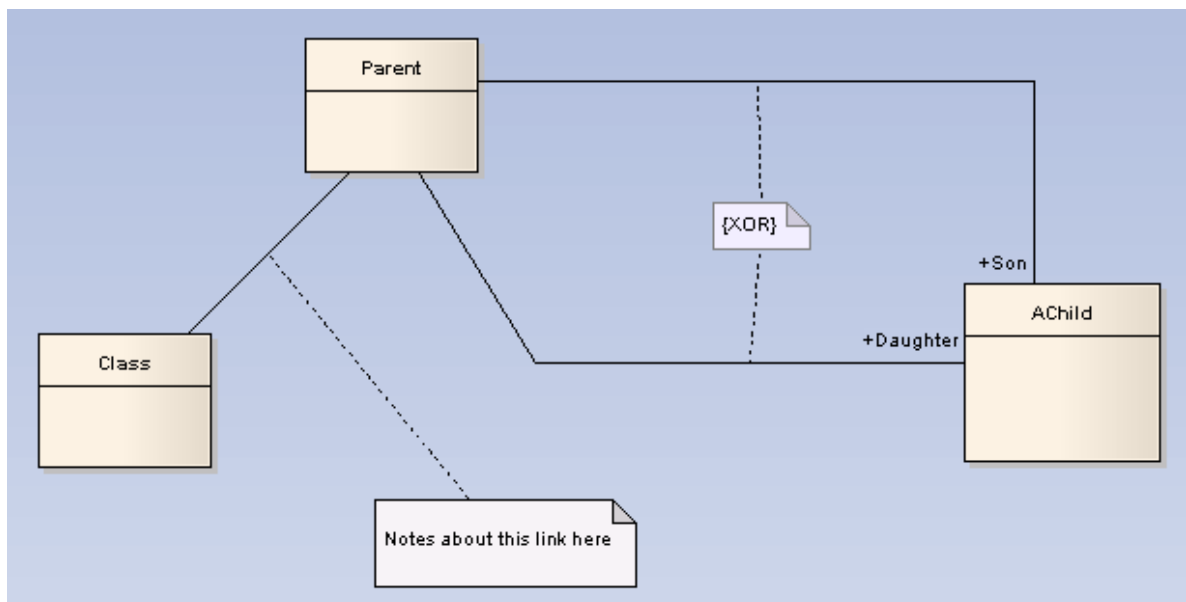 Parent
{XOR}
+Son
AChild
+Daughter
Class
Notes about this link here